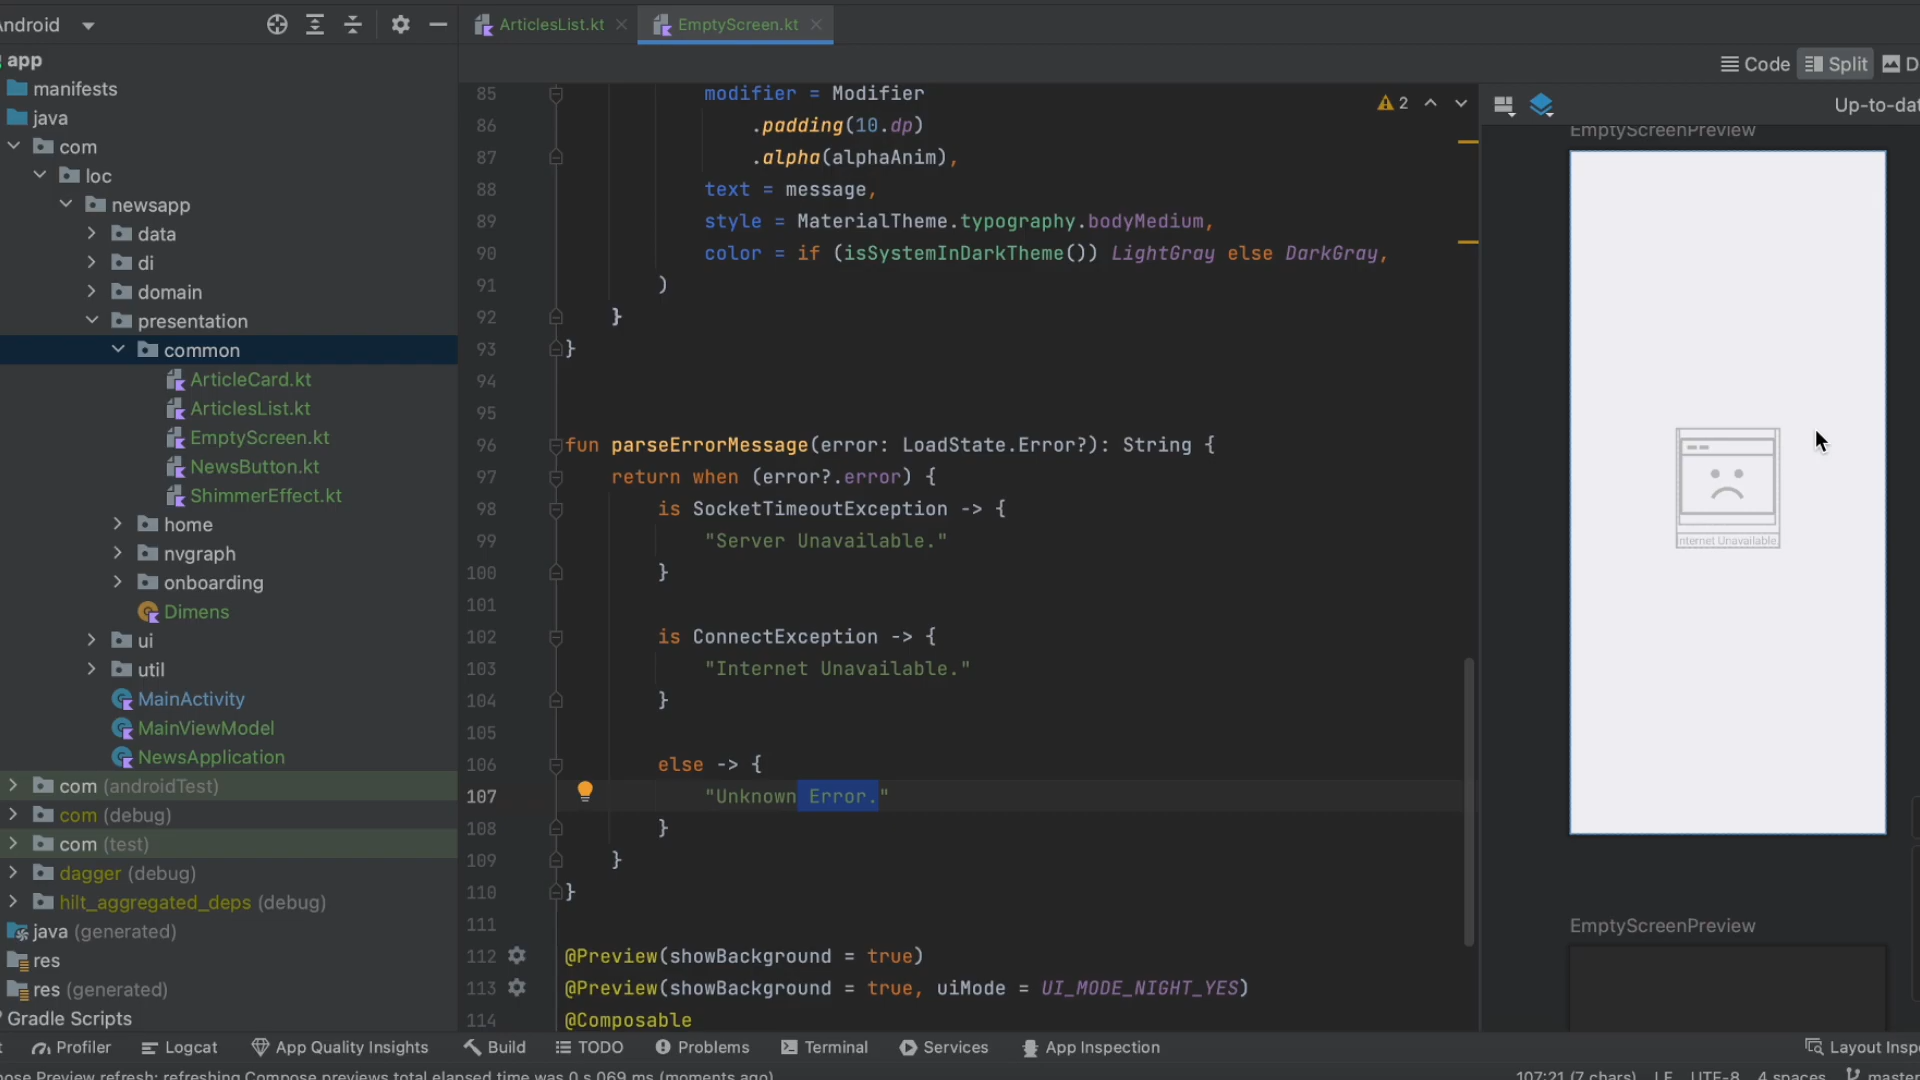 ndroid
ArticlesList.kt
EmptyScreen.kt
app
manifests
java
com
loc
newsapp
data
di
domain
presentation
common
ArticleCard.kt
ArticlesList.kt
EmptyScreen.kt
NewsButton.kt
ShimmerEffect.kt
home
nvgraph
onboarding
Dimens
ui
util
MainActivity
MainViewModel
NewsApplication
com (androidTest)
com (debug)
com (test)
dagger (debug)
hilt_aggregated_deps (debug)
java (generated)
res
res (generated)
Gradle Scripts
Code
Split
D
2
Up-to-dat
85 modifier = Modifier
86 .padding(10.dp)
87 .alpha(alphaAnim),
88 text = message,
89 style = MaterialTheme.typography.bodyMedium,
90 color = if (isSystemInDarkTheme()) LightGray else DarkGray,
91 )
92 }
93 }
94
95
96 fun parseErrorMessage(error: LoadState.Error?): String {
97 return when (error?.error) {
98 is SocketTimeoutException -> {
99 "Server Unavailable."
100 }
101
102 is ConnectException -> {
103 "Internet Unavailable."
104 }
105
106 else -> {
107 "Unknown Error."
108 }
109 }
110 }
111
112 @Preview(showBackground = true)
113 @Preview(showBackground = true, uiMode = UI_MODE_NIGHT_YES)
114 @Composable
EmptyScreenPreview
nternet Unavailable.
EmptyScreenPreview
Profiler
Logcat
App Quality Insights
Build
TODO
Problems
Terminal
Services
App Inspection
Layout Inspe
ose Preview refresh: refreshing Compose previews total elapsed time was 0 s 069 ms (moments ago)
107:21 (7 chars) LF UTF-8 4 spaces master